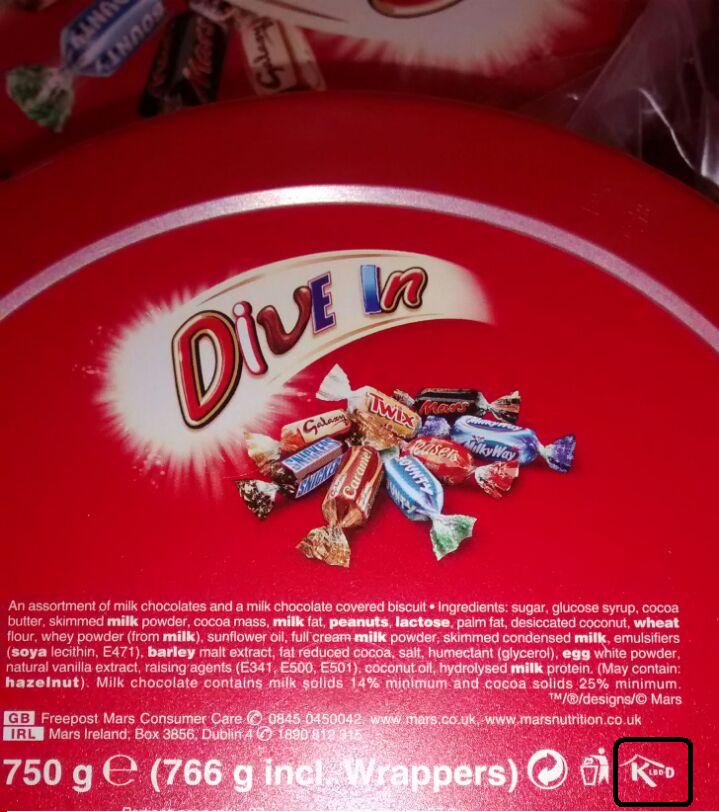 BOUNTY
Mars
Galaxy
Dive In
Twix
Mars
Galaxy
MilkyWay
SNICKERS
Caramel
BOUNTY
An assortment of milk chocolates and a milk chocolate covered biscuit • Ingredients: sugar, glucose syrup, cocoa
butter, skimmed milk powder, cocoa mass, milk fat, peanuts, lactose, palm fat, desiccated coconut, wheat
flour, whey powder (from milk), sunflower oil, full cream milk powder, skimmed condensed milk, emulsifiers
(soya lecithin, E471), barley malt extract, fat reduced cocoa, salt, humectant (glycerol), egg white powder,
natural vanilla extract, raising agents (E341, E500, E501), coconut oil, hydrolysed milk protein. (May contain:
hazelnut). Milk chocolate contains milk solids 14% minimum and cocoa solids 25% minimum.
™/®/designs/© Mars
GB Freepost Mars Consumer Care ✆ 0845 0450042, www.mars.co.uk, www.marsnutrition.co.uk
IRL Mars Ireland, Box 3856, Dublin 4 ✆ 1890 812 315
750 g ℮ (766 g incl. Wrappers) KLBD